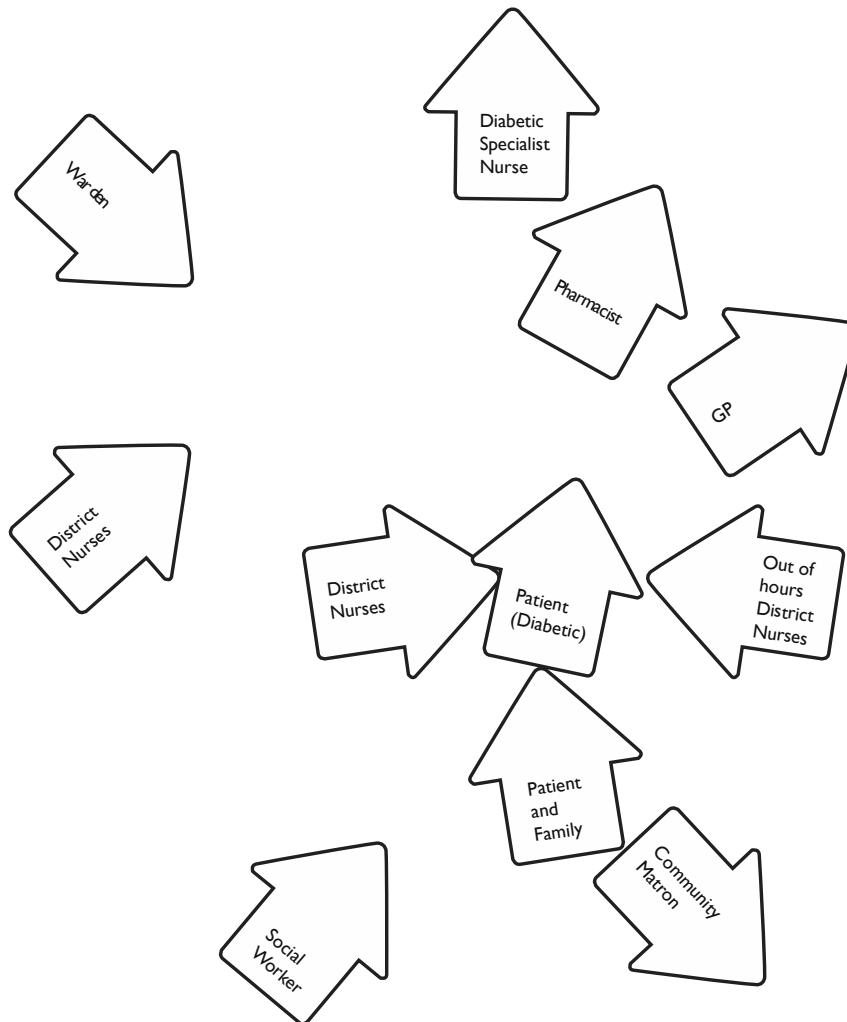 Diabetic
Specialist
Nurse
Warden
Pharmacist
GP
District
Nurses
District
Nurses
Patient
(Diabetic)
Out of
hours
District
Nurses
Patient
and
Family
Community
Matron
Social
Worker